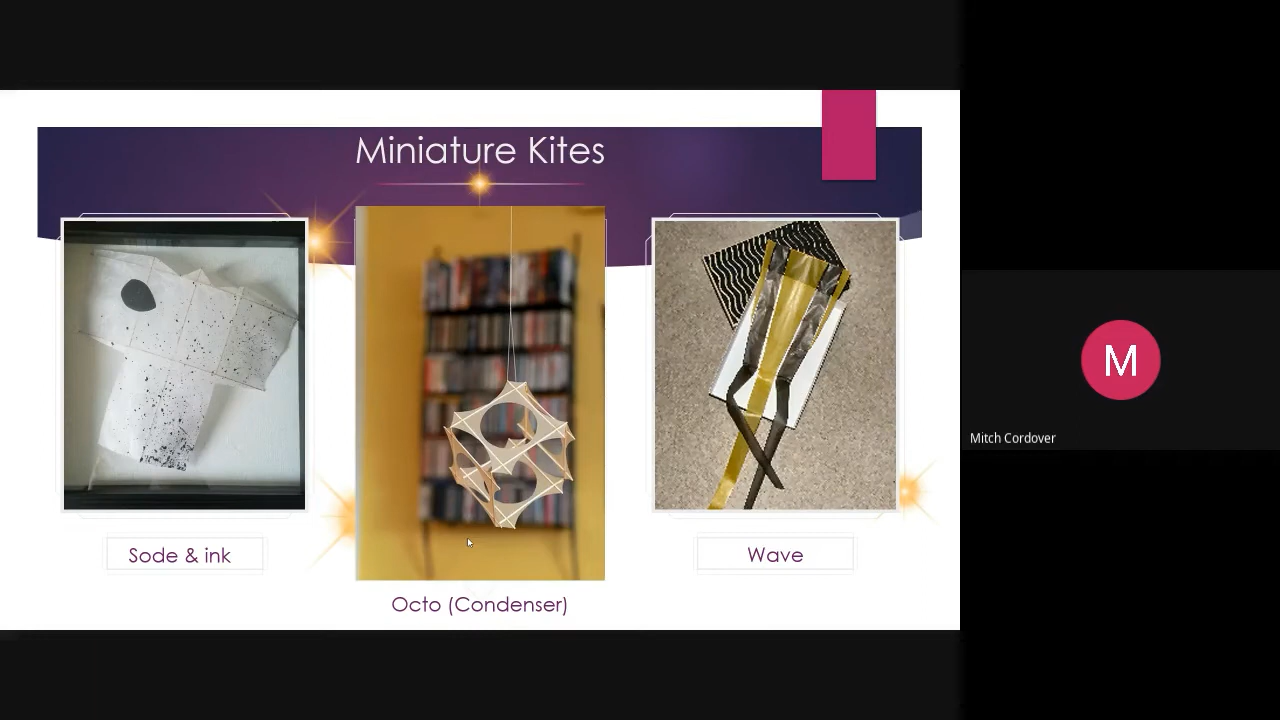 Miniature Kites
Sode & ink
Octo (Condenser)
Wave
M
Mitch Cordover